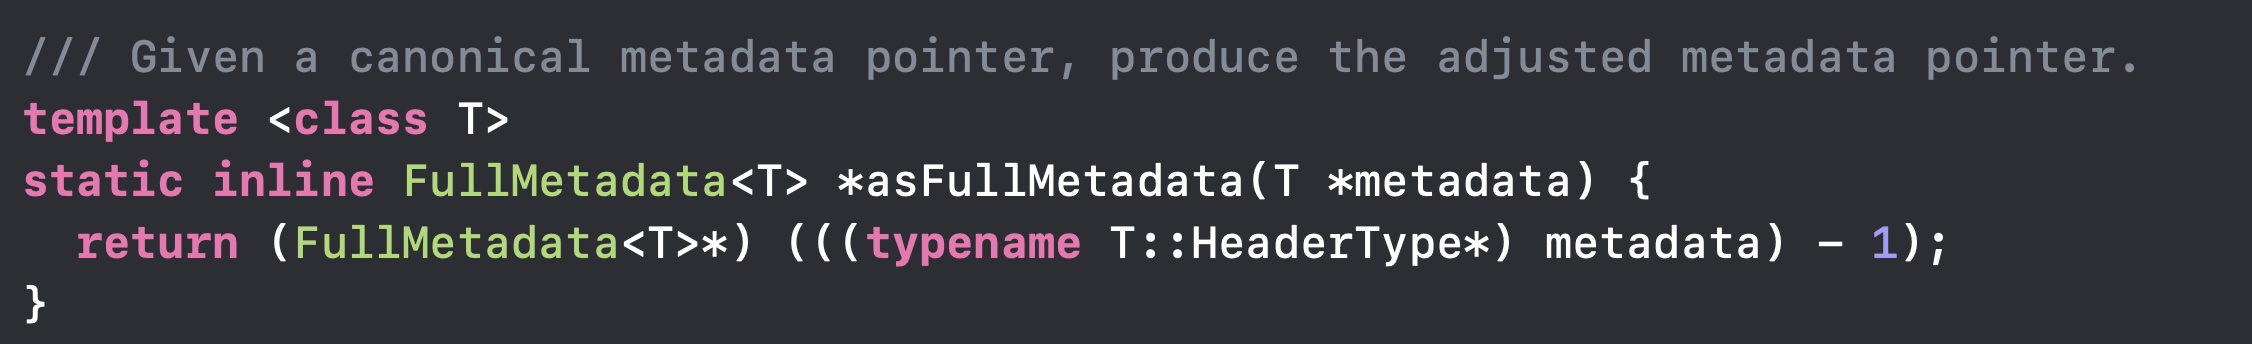 /// Given a canonical metadata pointer, produce the adjusted metadata pointer.
template <class T>
static inline FullMetadata<T> *asFullMetadata(T *metadata) {
  return (FullMetadata<T>*) (((typename T::HeaderType*) metadata) - 1);
}